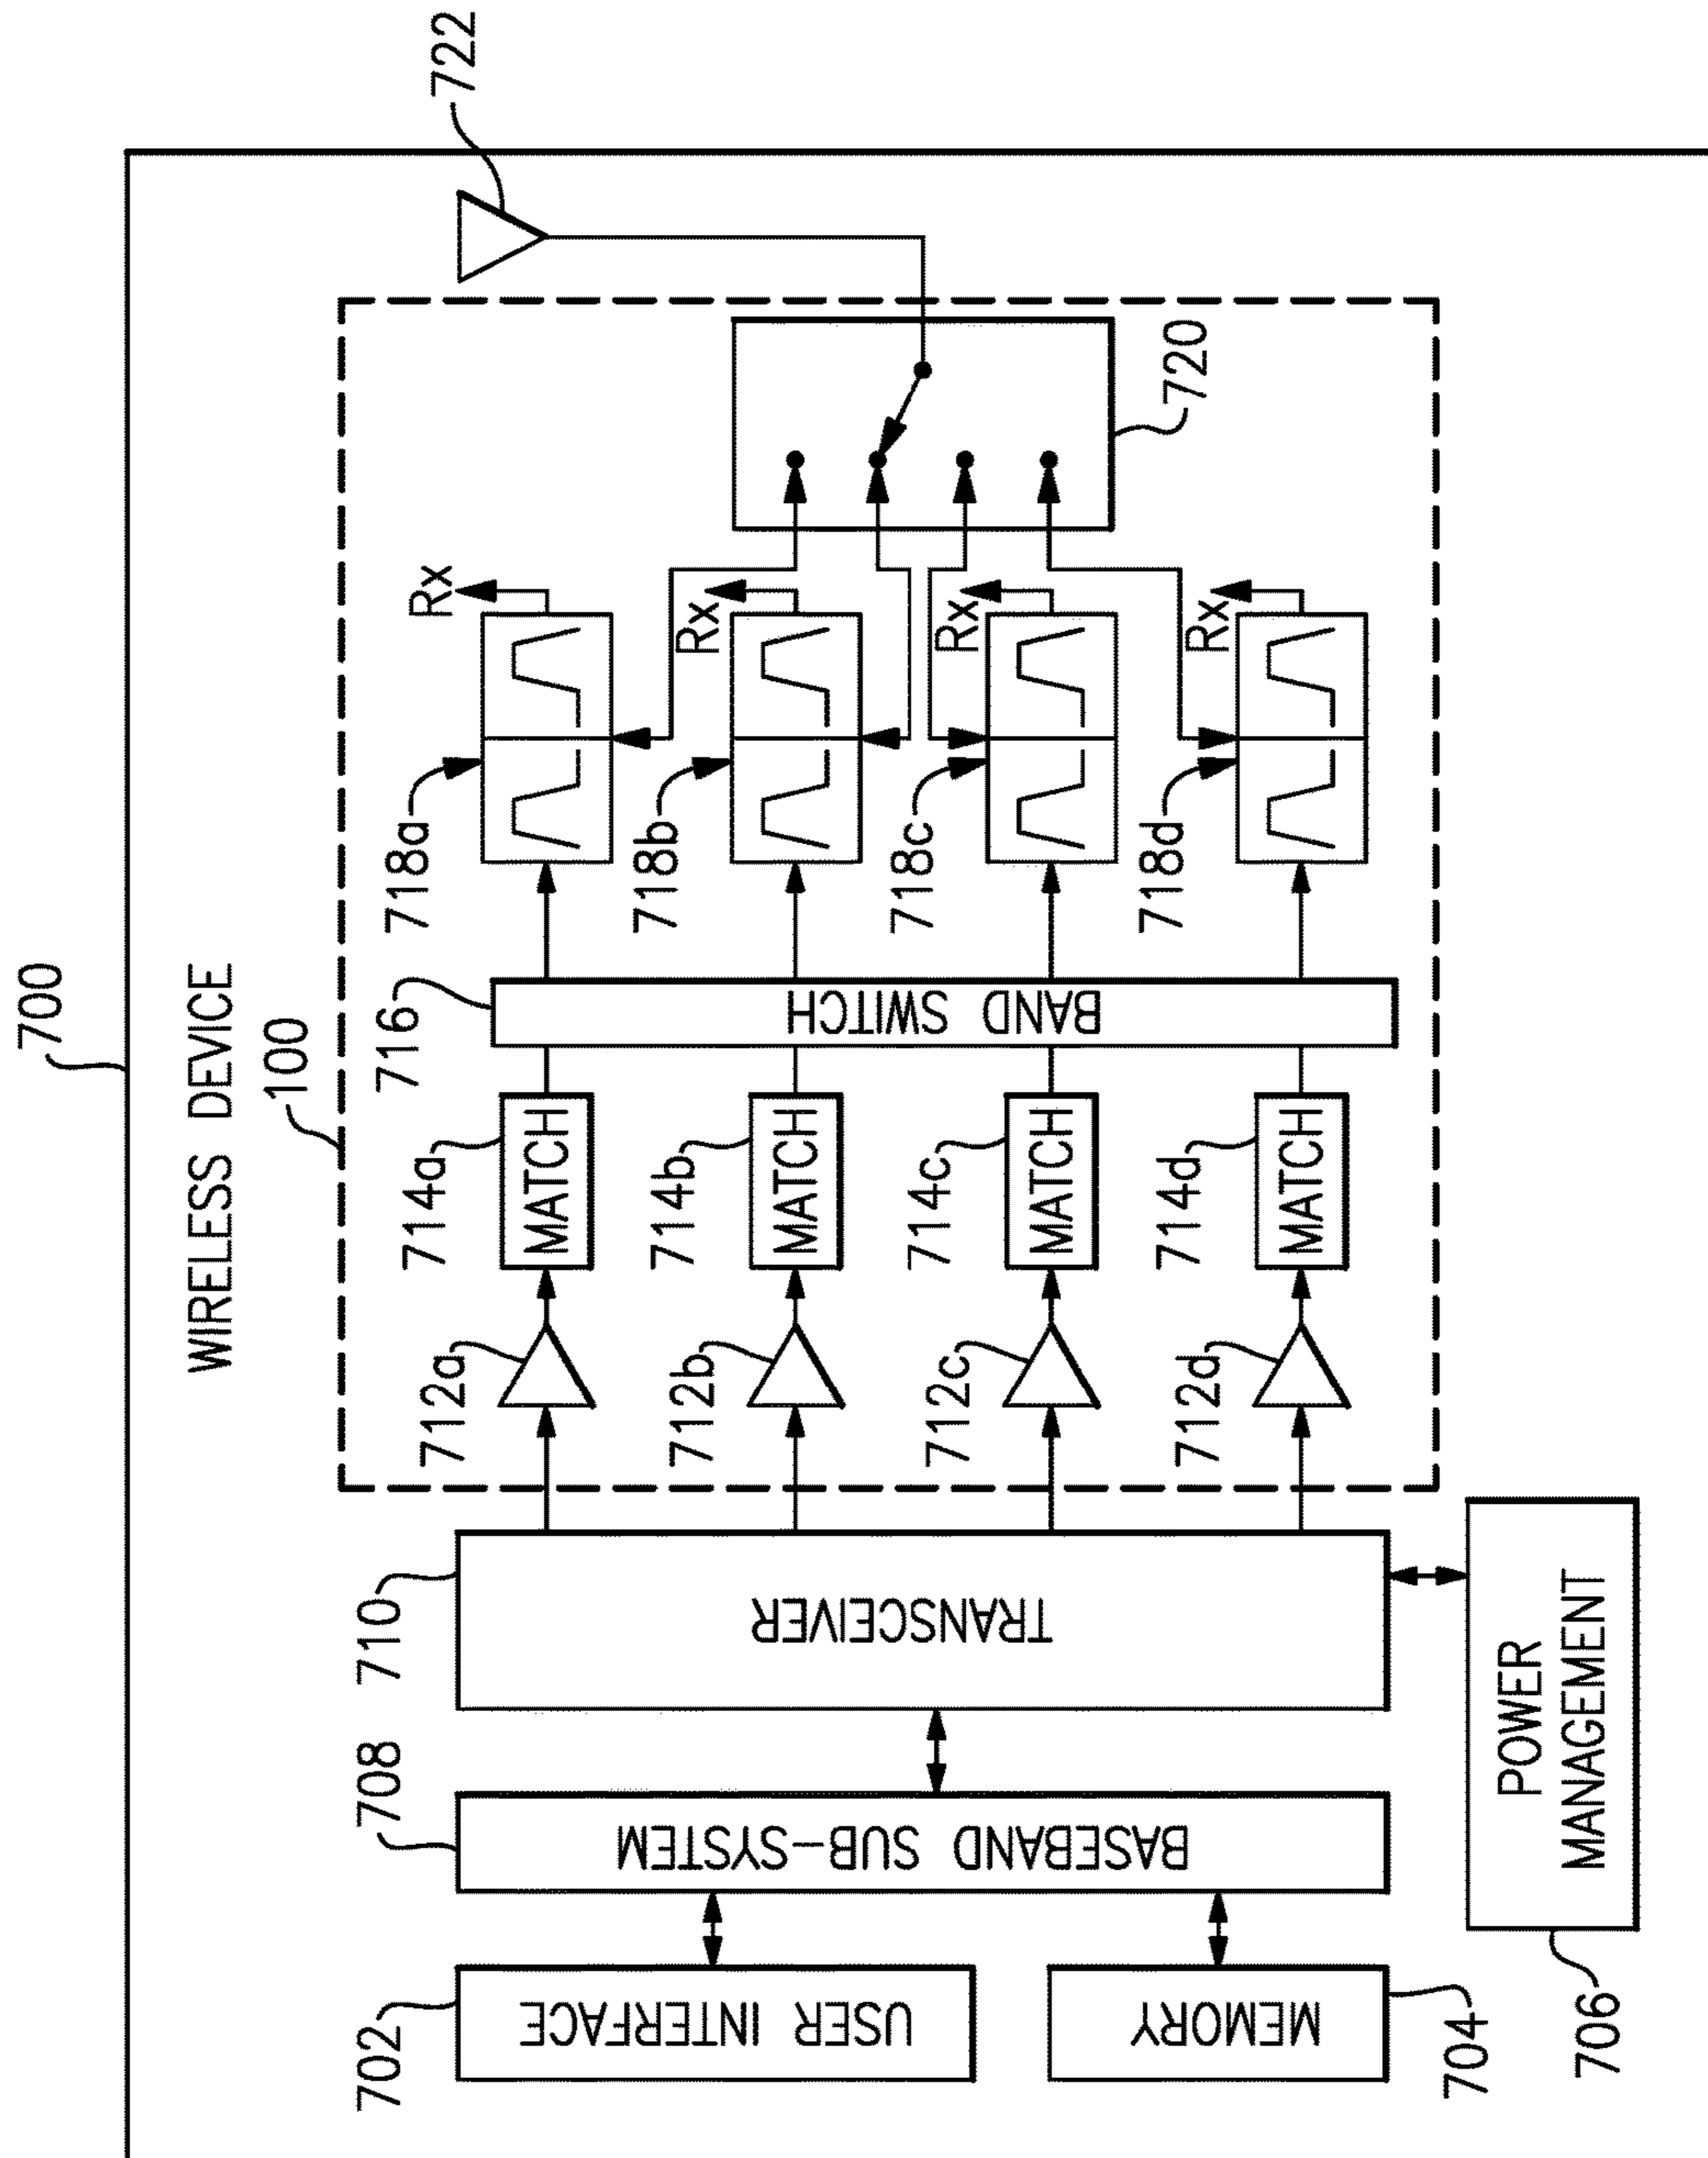 700
WIRELESS DEVICE
100
722
702
USER INTERFACE
704
MEMORY
706
POWER
MANAGEMENT
708
BASEBAND SUB-SYSTEM
710
TRANSCEIVER
712a
714a
MATCH
712b
714b
MATCH
712c
714c
MATCH
712d
714d
MATCH
716
BAND SWITCH
718a
Rx
718b
Rx
718c
Rx
718d
Rx
720